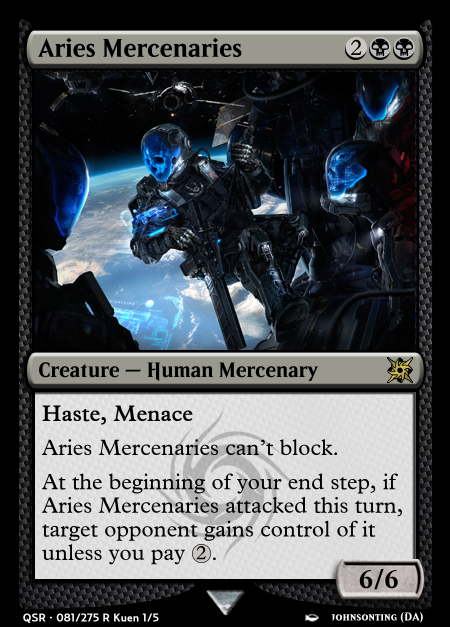 Aries Mercenaries 2
Creature — Human Mercenary
Haste, Menace
Aries Mercenaries can't block.
At the beginning of your end step, if
Aries Mercenaries attacked this turn,
target opponent gains control of it
unless you pay 2.
6/6
QSR • 081/275 R Kuen 1/5
JOHNSONTING (DA)